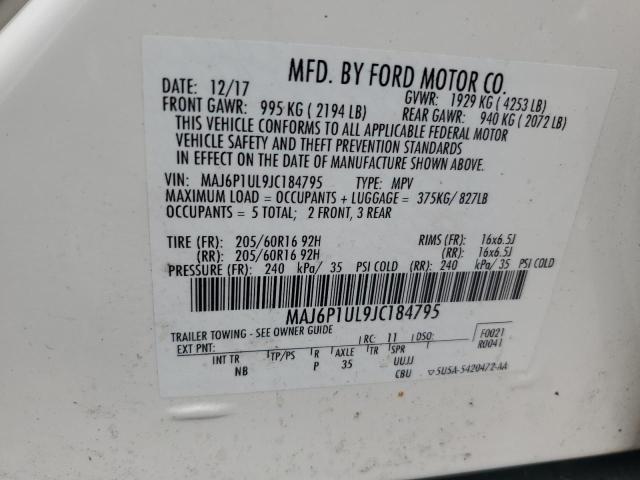 MFD. BY FORD MOTOR CO.
DATE: 12/17 GVWR: 1929 KG ( 4253 LB)
FRONT GAWR: 995 KG ( 2194 LB) REAR GAWR: 940 KG ( 2072 LB)
THIS VEHICLE CONFORMS TO ALL APPLICABLE FEDERAL MOTOR
VEHICLE SAFETY AND THEFT PREVENTION STANDARDS
IN EFFECT ON THE DATE OF MANUFACTURE SHOWN ABOVE.
VIN: MAJ6P1UL9JC184795 TYPE: MPV
MAXIMUM LOAD = OCCUPANTS + LUGGAGE = 375KG/ 827LB
OCCUPANTS = 5 TOTAL; 2 FRONT, 3 REAR
TIRE (FR): 205/60R16 92H RIMS (FR): 16x6.5J
(RR): 205/60R16 92H (RR): 16x6.5J
PRESSURE (FR): 240 kPa/ 35 PSI COLD (RR): 240 kPa/ 35 PSI COLD
MAJ6P1UL9JC184795
TRAILER TOWING - SEE OWNER GUIDE
EXT PNT: RC: 11 DSO: F0021
R0041
INT TR TP/PS R AXLE TR SPR
NB P 35 UUJJ
CBU 5U5A-5420472-AA